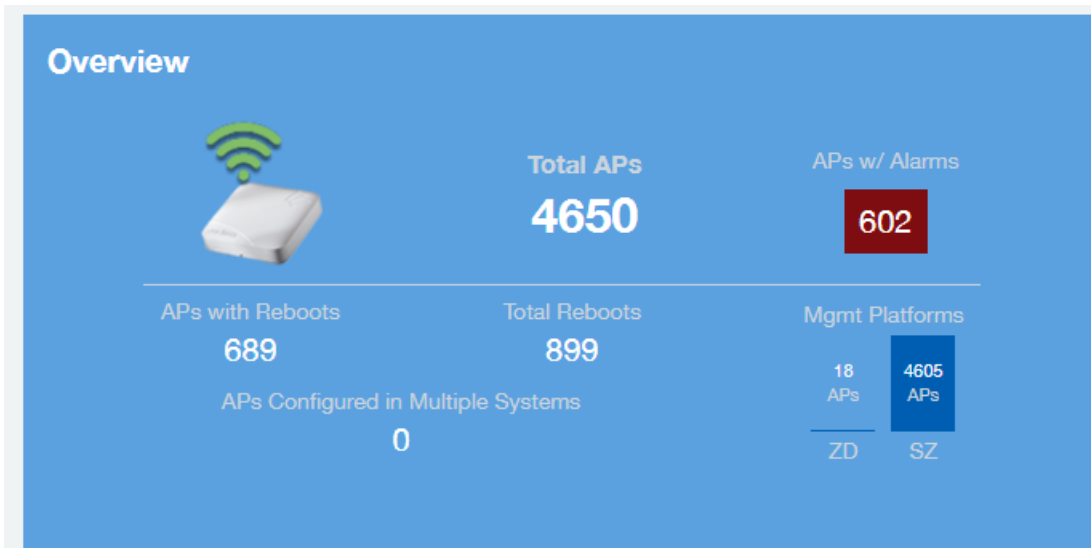 Overview
Total APs
4650
APs w/ Alarms
602
APs with Reboots
689
Total Reboots
899
APs Configured in Multiple Systems
0
Mgmt Platforms
18
APs
4605
APs
ZD
SZ